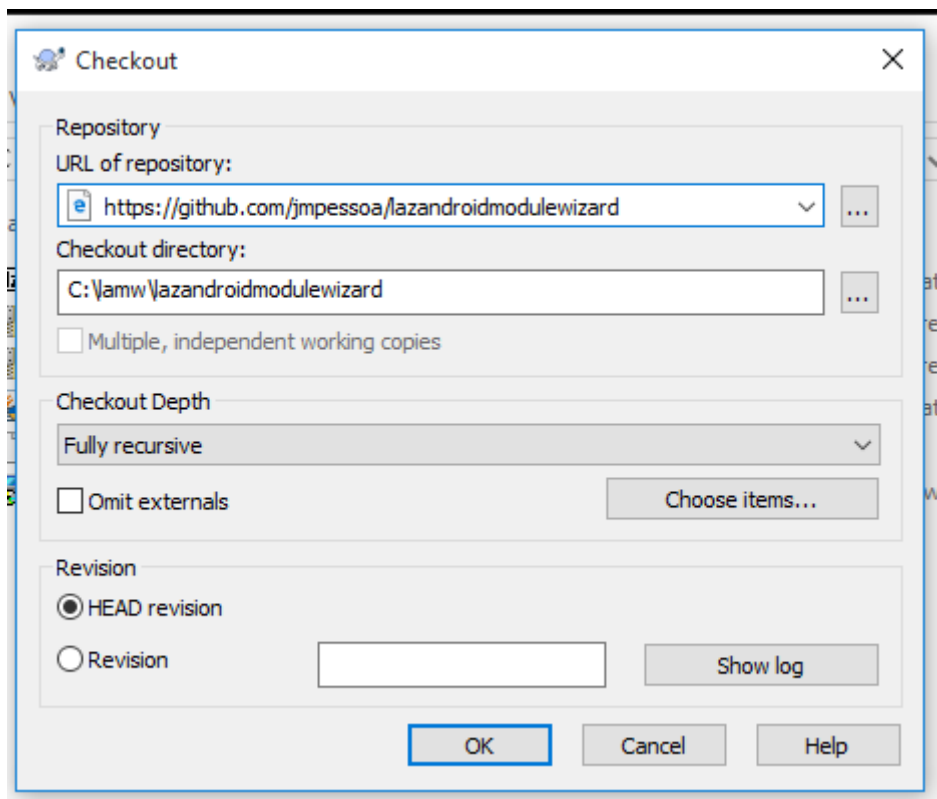 Checkout
Repository
URL of repository:
https://github.com/jmpessoa/lazandroidmodulewizard
...
Checkout directory:
C:\lamw\lazandroidmodulewizard
...
Multiple, independent working copies
Checkout Depth
Fully recursive
Omit externals
Choose items...
Revision
HEAD revision
Revision
Show log
OK
Cancel
Help